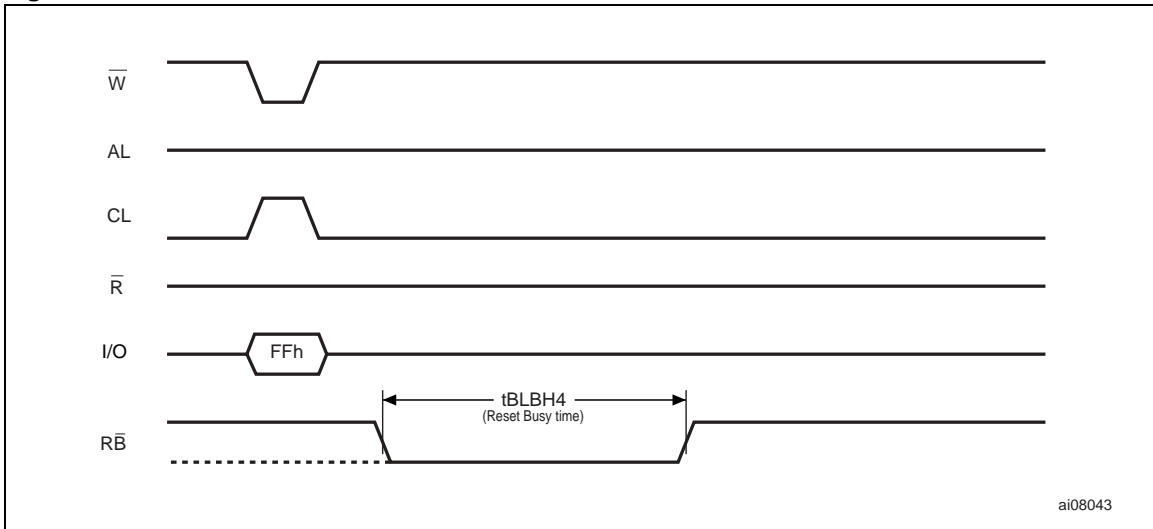 W̅
AL
CL
R̅
I/O
FFh
tBLBH4
(Reset Busy time)
RB̅
ai08043